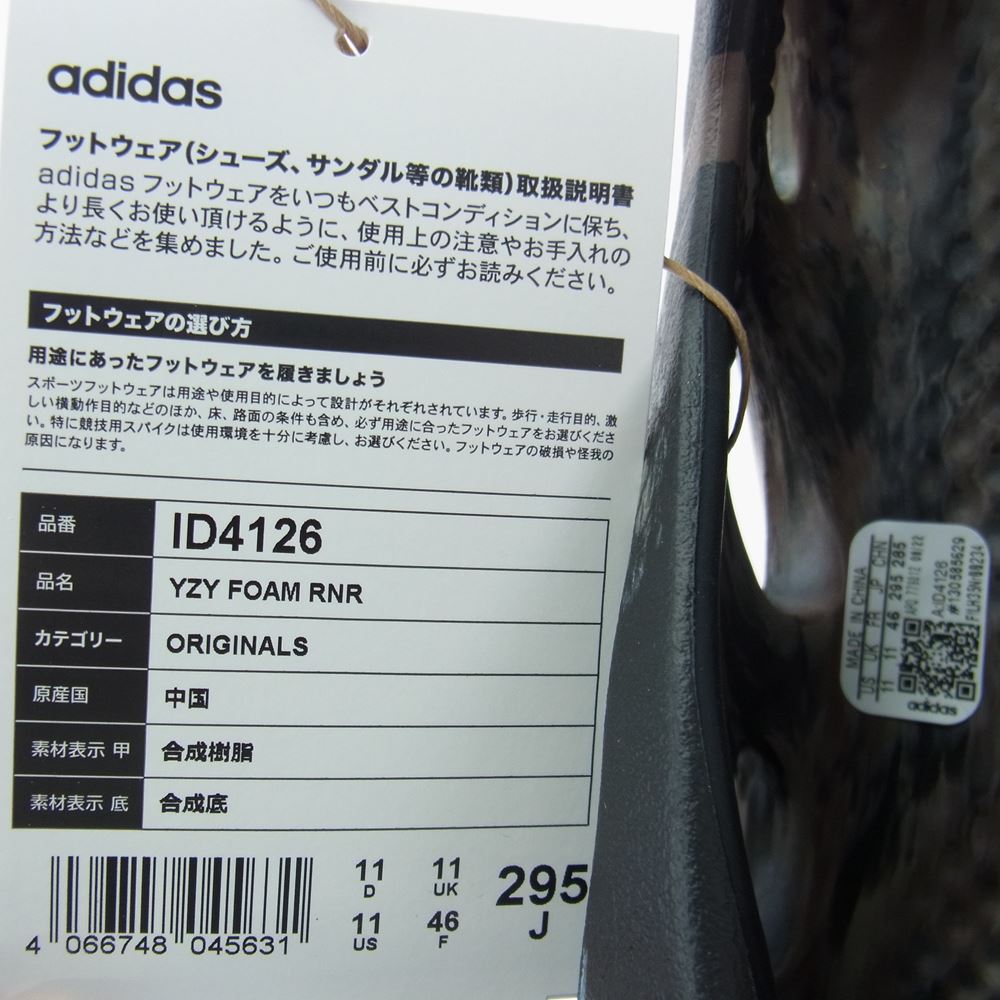 adidas
フットウェア(シューズ、サンダル等の靴類)取扱説明書
adidas フットウェアをいつもベストコンディションに保ち、
より長くお使い頂けるように、使用上の注意やお手入れの
方法などを集めました。ご使用前に必ずお読みください。
フットウェアの選び方
用途にあったフットウェアを履きましょう
スポーツフットウェアは用途や使用目的によって設計がそれぞれされています。歩行・走行目的、激
しい横動作目的などのほか、床、路面の条件も含め、必ず用途に合ったフットウェアをお選びくださ
い。特に競技用スパイクは使用環境を十分に考慮し、お選びください。フットウェアの破損や怪我の
原因になります。
品番 ID4126
品名 YZY FOAM RNR
カテゴリー ORIGINALS
原産国 中国
素材表示 甲 合成樹脂
素材表示 底 合成底
11 11 295
D UK J
11 46
US F
4 066748 045631
MADE IN CHINA
US UK FR JP CHN
11 11 46 295 285
08/22
A:ID4126
#130585629
adidas